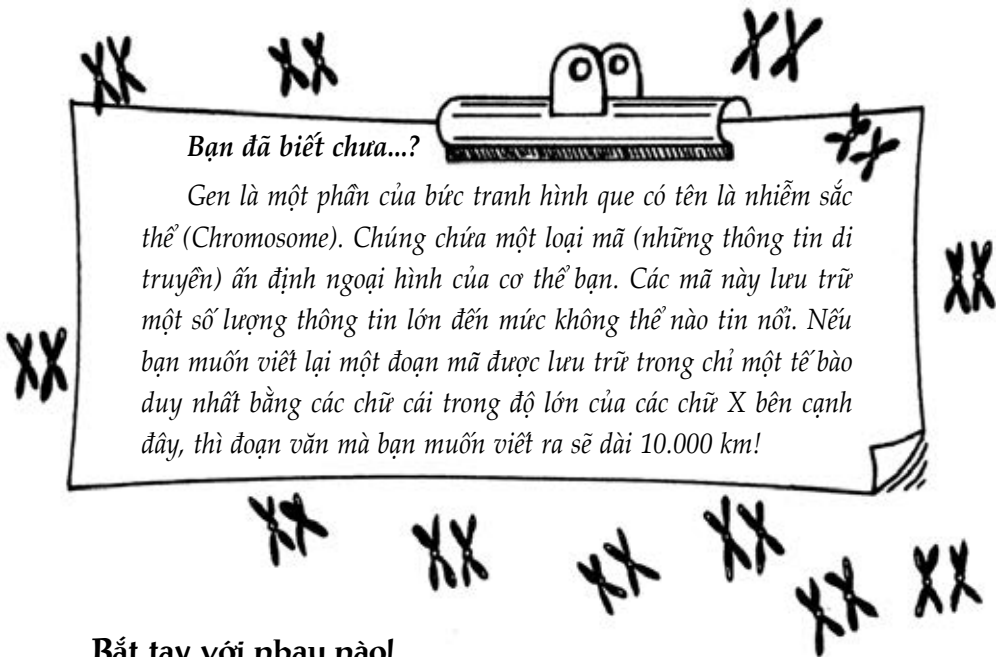 Bạn đã biết chưa...?
Gen là một phần của bức tranh hình que có tên là nhiễm sắc
thể (Chromosome). Chúng chứa một loại mã (những thông tin di
truyền) ấn định ngoại hình của cơ thể bạn. Các mã này lưu trữ
một số lượng thông tin lớn đến mức không thể nào tin nổi. Nếu
bạn muốn viết lại một đoạn mã được lưu trữ trong chỉ một tế bào
duy nhất bằng các chữ cái trong độ lớn của các chữ X bên cạnh
đây, thì đoạn văn mà bạn muốn viết ra sẽ dài 10.000 km!
Bắt tay với nhau nào!